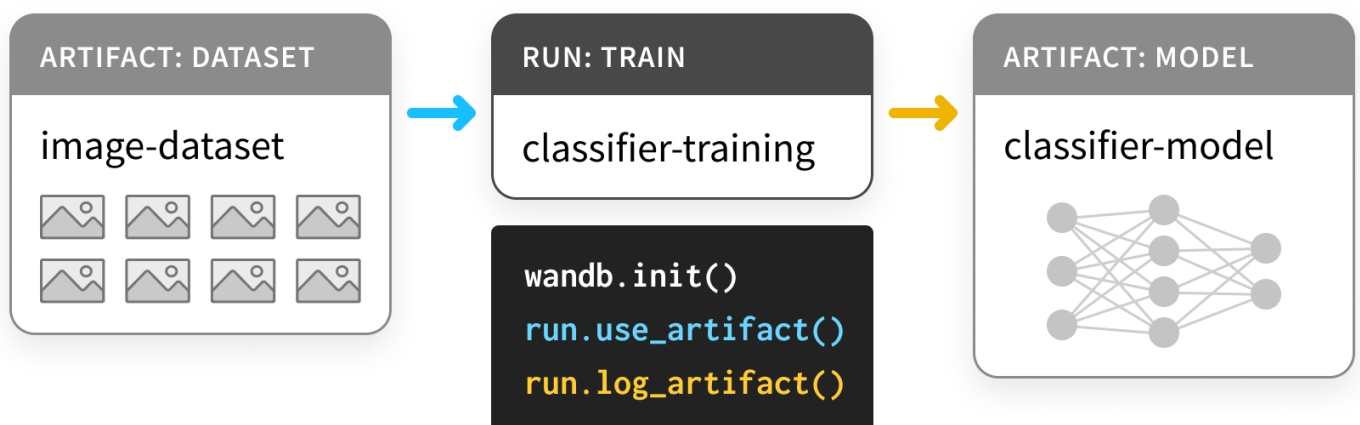 ARTIFACT: DATASET
image-dataset
RUN: TRAIN
classifier-training
wandb.init()
run.use_artifact()
run.log_artifact()
ARTIFACT: MODEL
classifier-model